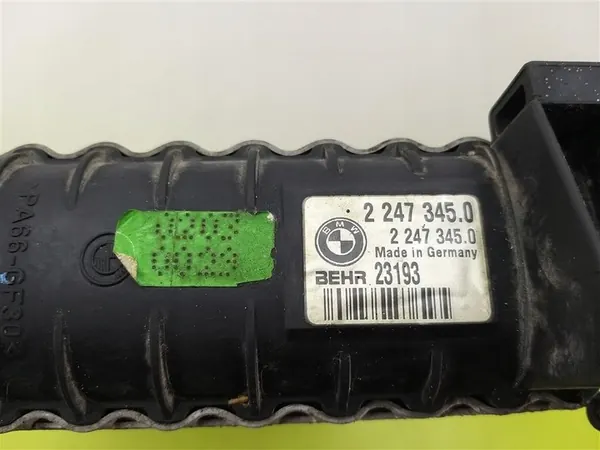 BMW
2 247 345.0
2 247 345.0
Made in Germany
BEHR 23193
>PA66-GF30<